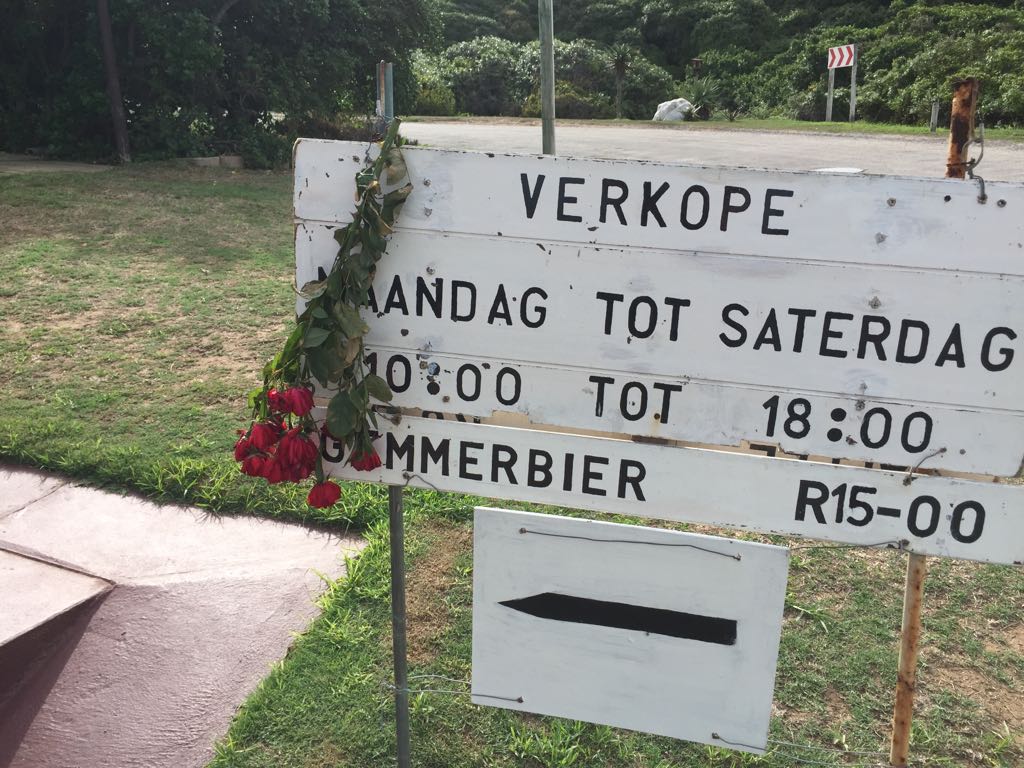 VERKOPE
MAANDAG TOT SATERDAG
10:00 TOT 18:00
GEMMERBIER R15-00